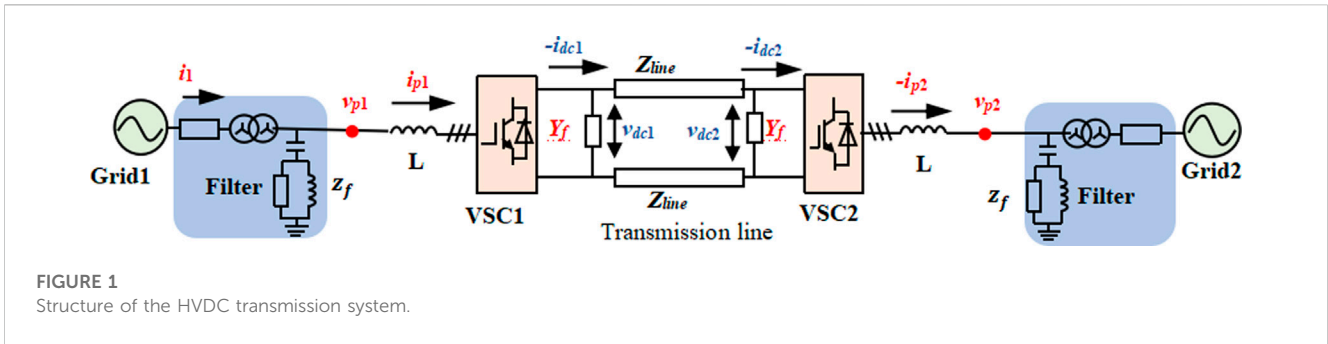 -idc1
-idc2
Zline
i1
ip1
-ip2
vp1
vp2
Yf
vdc1
vdc2
Yf
L
L
Grid1
Filter
zf
VSC1
Zline
VSC2
zf
Filter
Grid2
Transmission line
FIGURE 1
Structure of the HVDC transmission system.